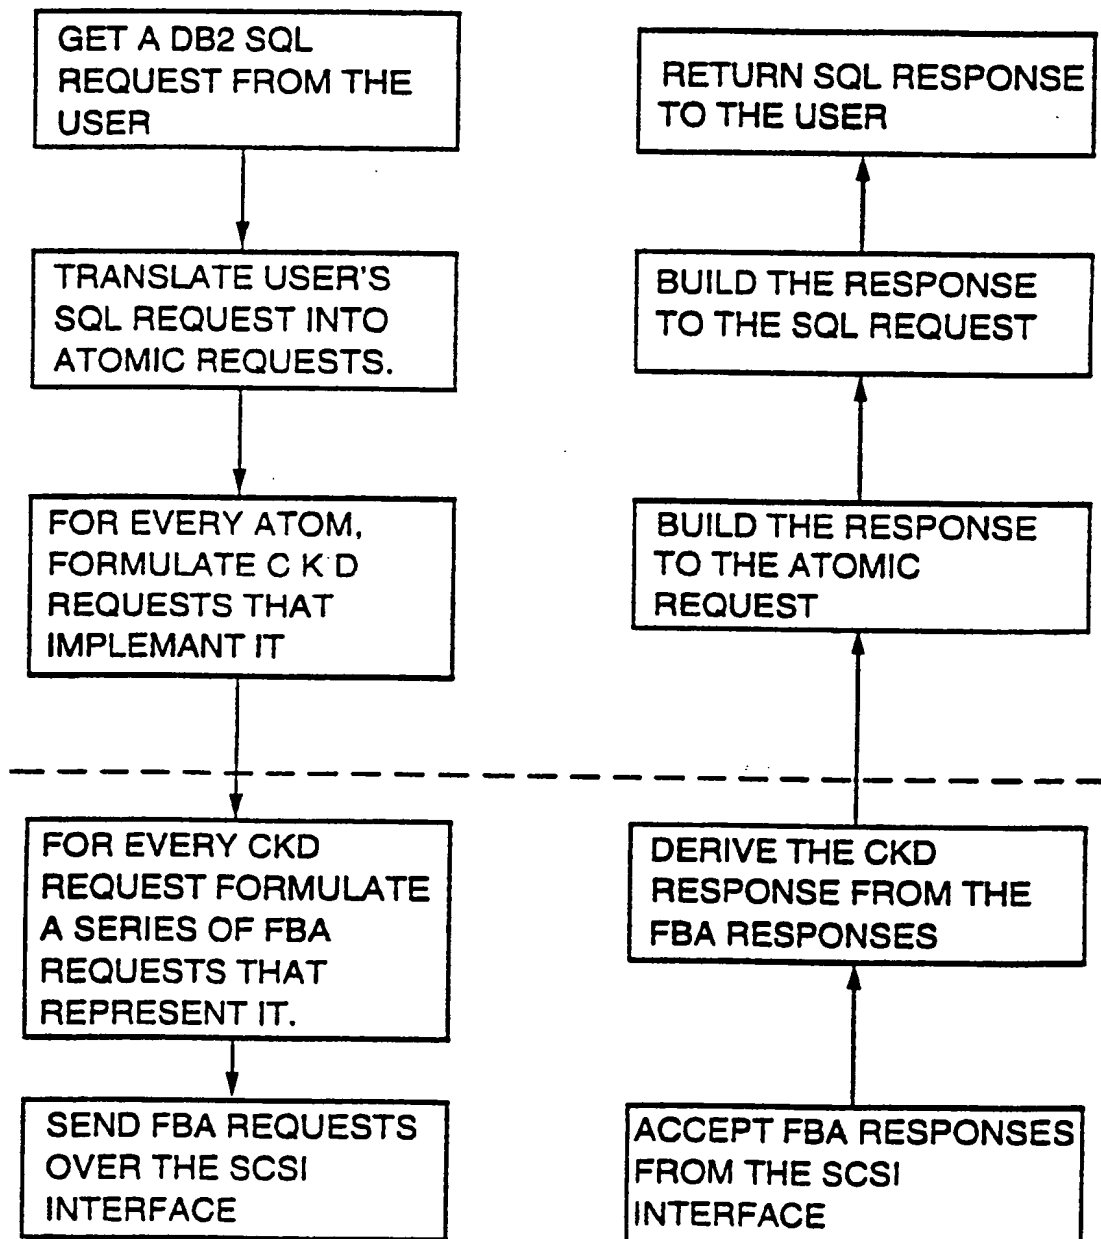 GET A DB2 SQL
REQUEST FROM THE
USER
TRANSLATE USER'S
SQL REQUEST INTO
ATOMIC REQUESTS.
FOR EVERY ATOM,
FORMULATE C K D
REQUESTS THAT
IMPLEMANT IT
FOR EVERY CKD
REQUEST FORMULATE
A SERIES OF FBA
REQUESTS THAT
REPRESENT IT.
SEND FBA REQUESTS
OVER THE SCSI
INTERFACE
RETURN SQL RESPONSE
TO THE USER
BUILD THE RESPONSE
TO THE SQL REQUEST
BUILD THE RESPONSE
TO THE ATOMIC
REQUEST
DERIVE THE CKD
RESPONSE FROM THE
FBA RESPONSES
ACCEPT FBA RESPONSES
FROM THE SCSI
INTERFACE